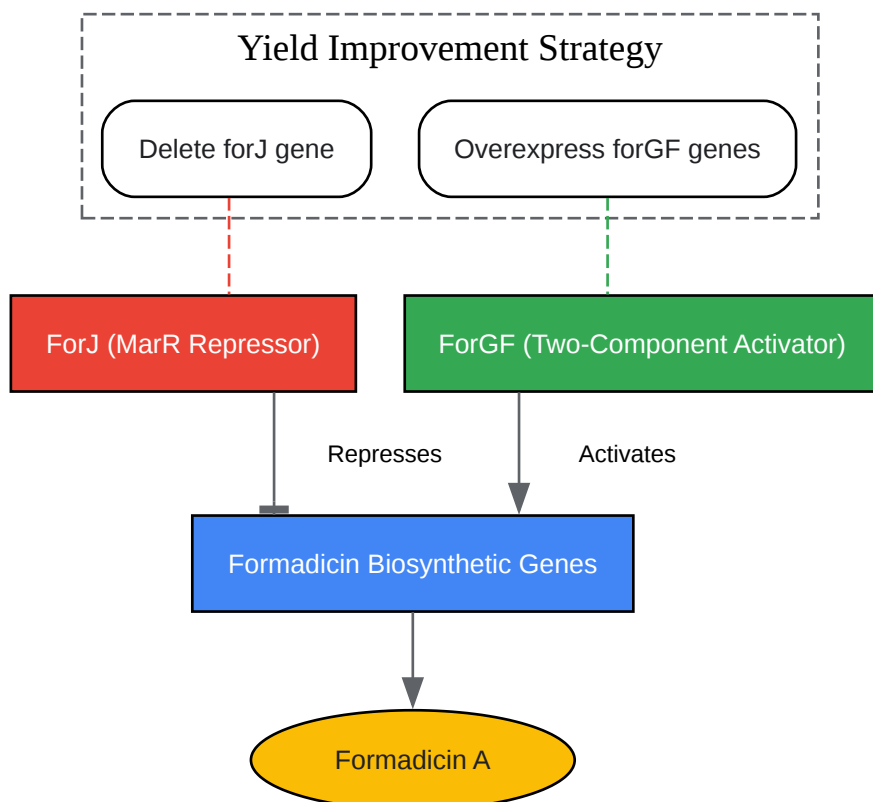 Yield Improvement Strategy
Delete forJ gene
Overexpress forGF genes
ForJ (MarR Repressor)
ForGF (Two-Component Activator)
Represses
Activates
Formadicin Biosynthetic Genes
Formadicin A